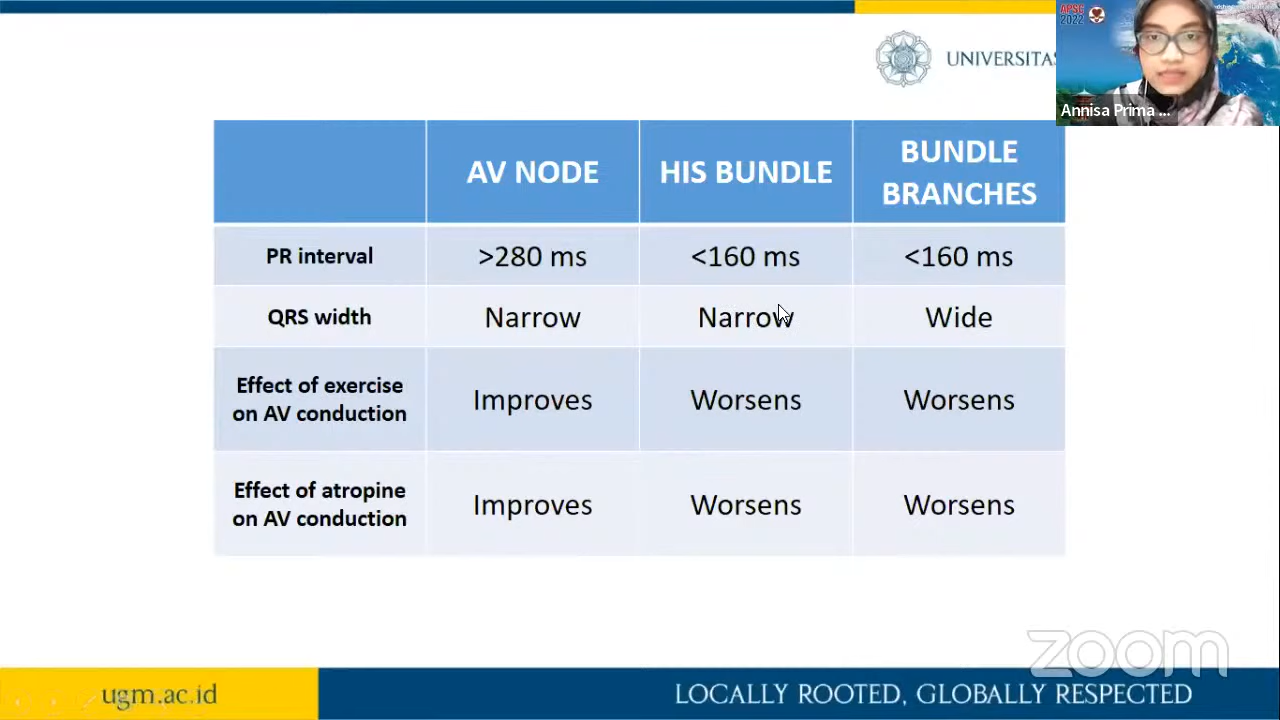 APSC
2022
UNIVERSITAS
Annisa Prima ...
AV NODE
HIS BUNDLE
BUNDLE
BRANCHES
PR interval
>280 ms
<160 ms
<160 ms
QRS width
Narrow
Narrow
Wide
Effect of exercise
on AV conduction
Improves
Worsens
Worsens
Effect of atropine
on AV conduction
Improves
Worsens
Worsens
zoom
ugm.ac.id
LOCALLY ROOTED, GLOBALLY RESPECTED